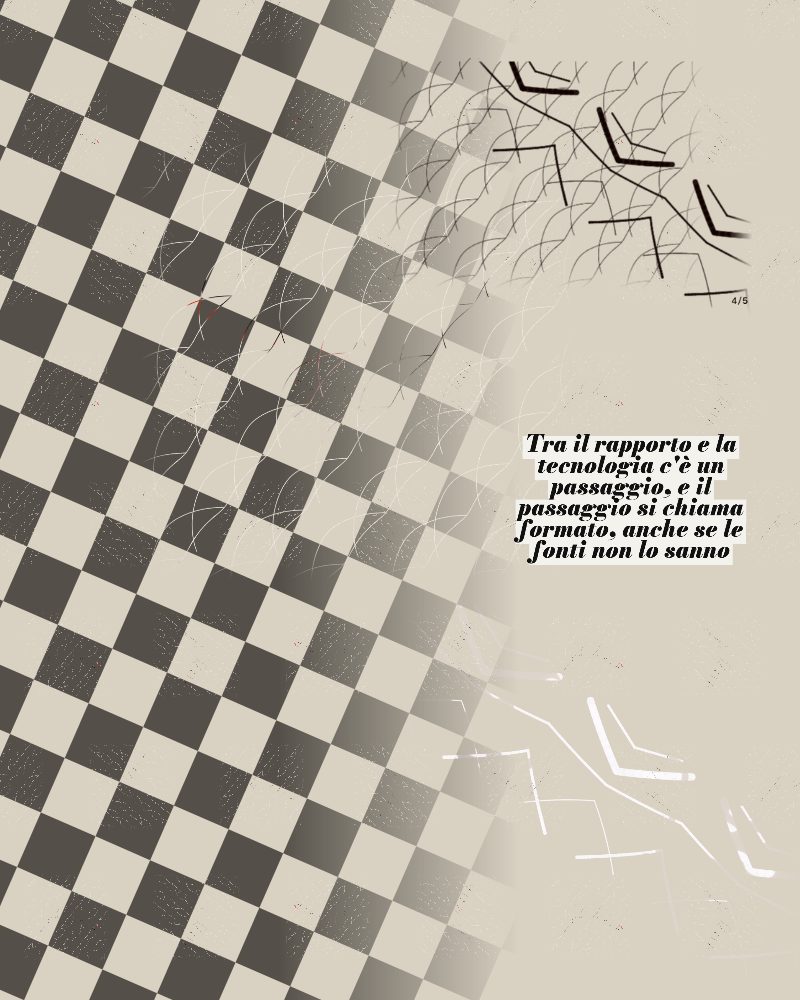 4/5
Tra il rapporto e la
tecnologia c'è un
passaggio, e il
passaggio si chiama
formato, anche se le
fonti non lo sanno